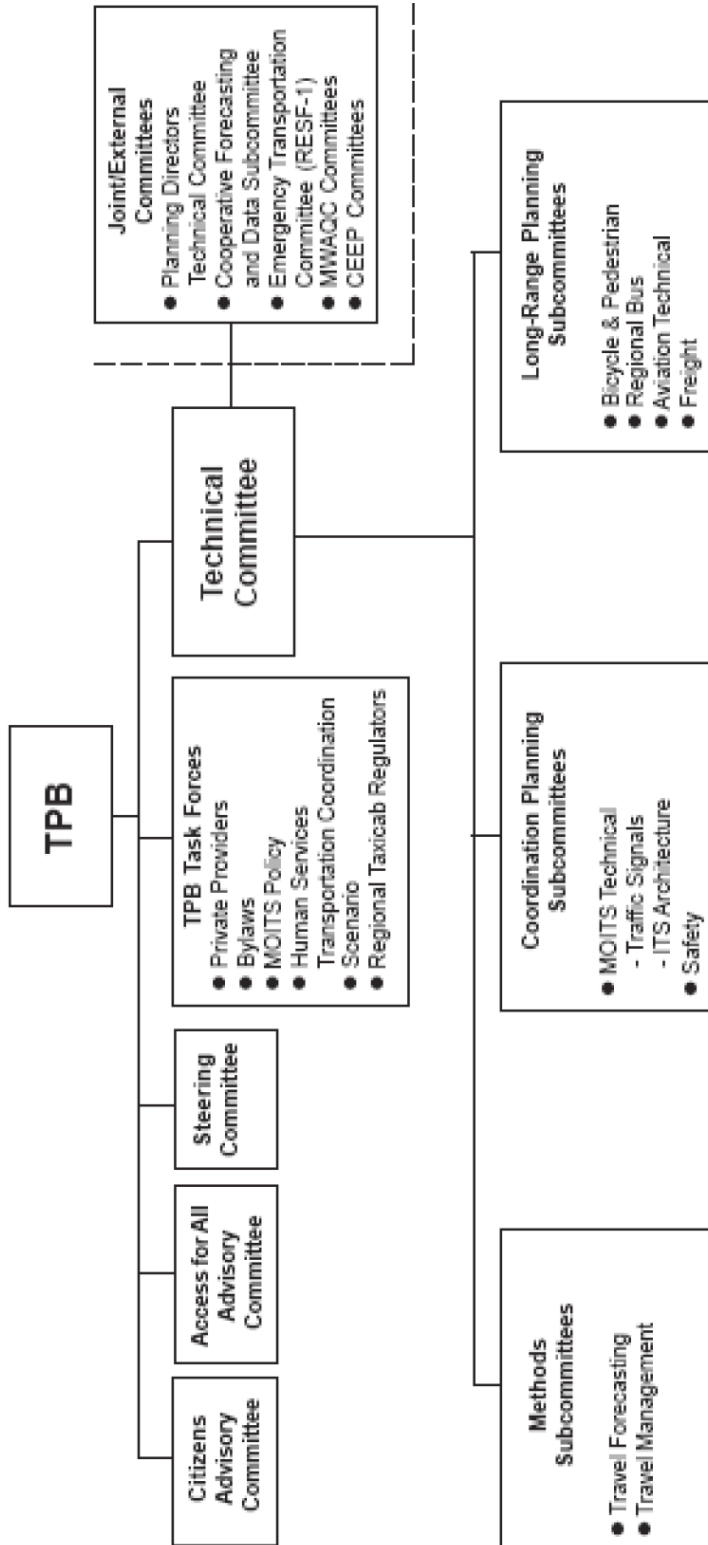 TPB
Citizens
Advisory
Committee
Access for All
Advisory
Committee
Steering
Committee
TPB Task Forces
● Private Providers
● Bylaws
● MOITS Policy
● Human Services
Transportation Coordination
● Scenario
● Regional Taxicab Regulators
Technical
Committee
Joint/External
Committees
● Planning Directors
Technical Committee
● Cooperative Forecasting
and Data Subcommittee
● Emergency Transportation
Committee (RESF-1)
● MWAQC Committees
● CEEP Committees
Methods
Subcommittees
● Travel Forecasting
● Travel Management
Coordination Planning
Subcommittees
● MOITS Technical
- Traffic Signals
- ITS Architecture
● Safety
Long-Range Planning
Subcommittees
● Bicycle & Pedestrian
● Regional Bus
● Aviation Technical
● Freight